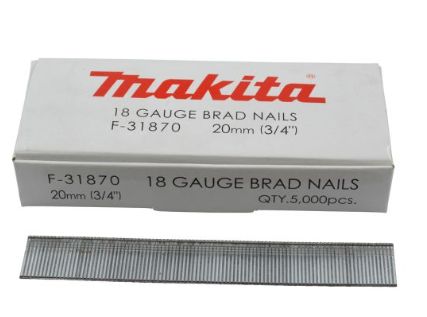 makita®
18 GAUGE BRAD NAILS
F-31870 20mm (3/4")
F-31870 18 GAUGE BRAD NAILS
20mm (3/4") QTY.5,000pcs.